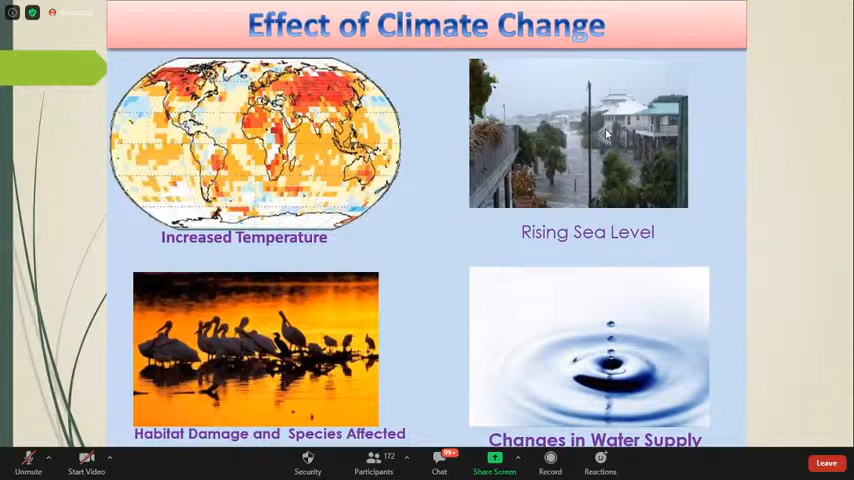 Recording
Effect of Climate Change
Increased Temperature
Rising Sea Level
Habitat Damage and Species Affected
Changes in Water Supply
Unmute
Start Video
Security
Participants
172
Chat
99+
Share Screen
Record
Reactions
Leave